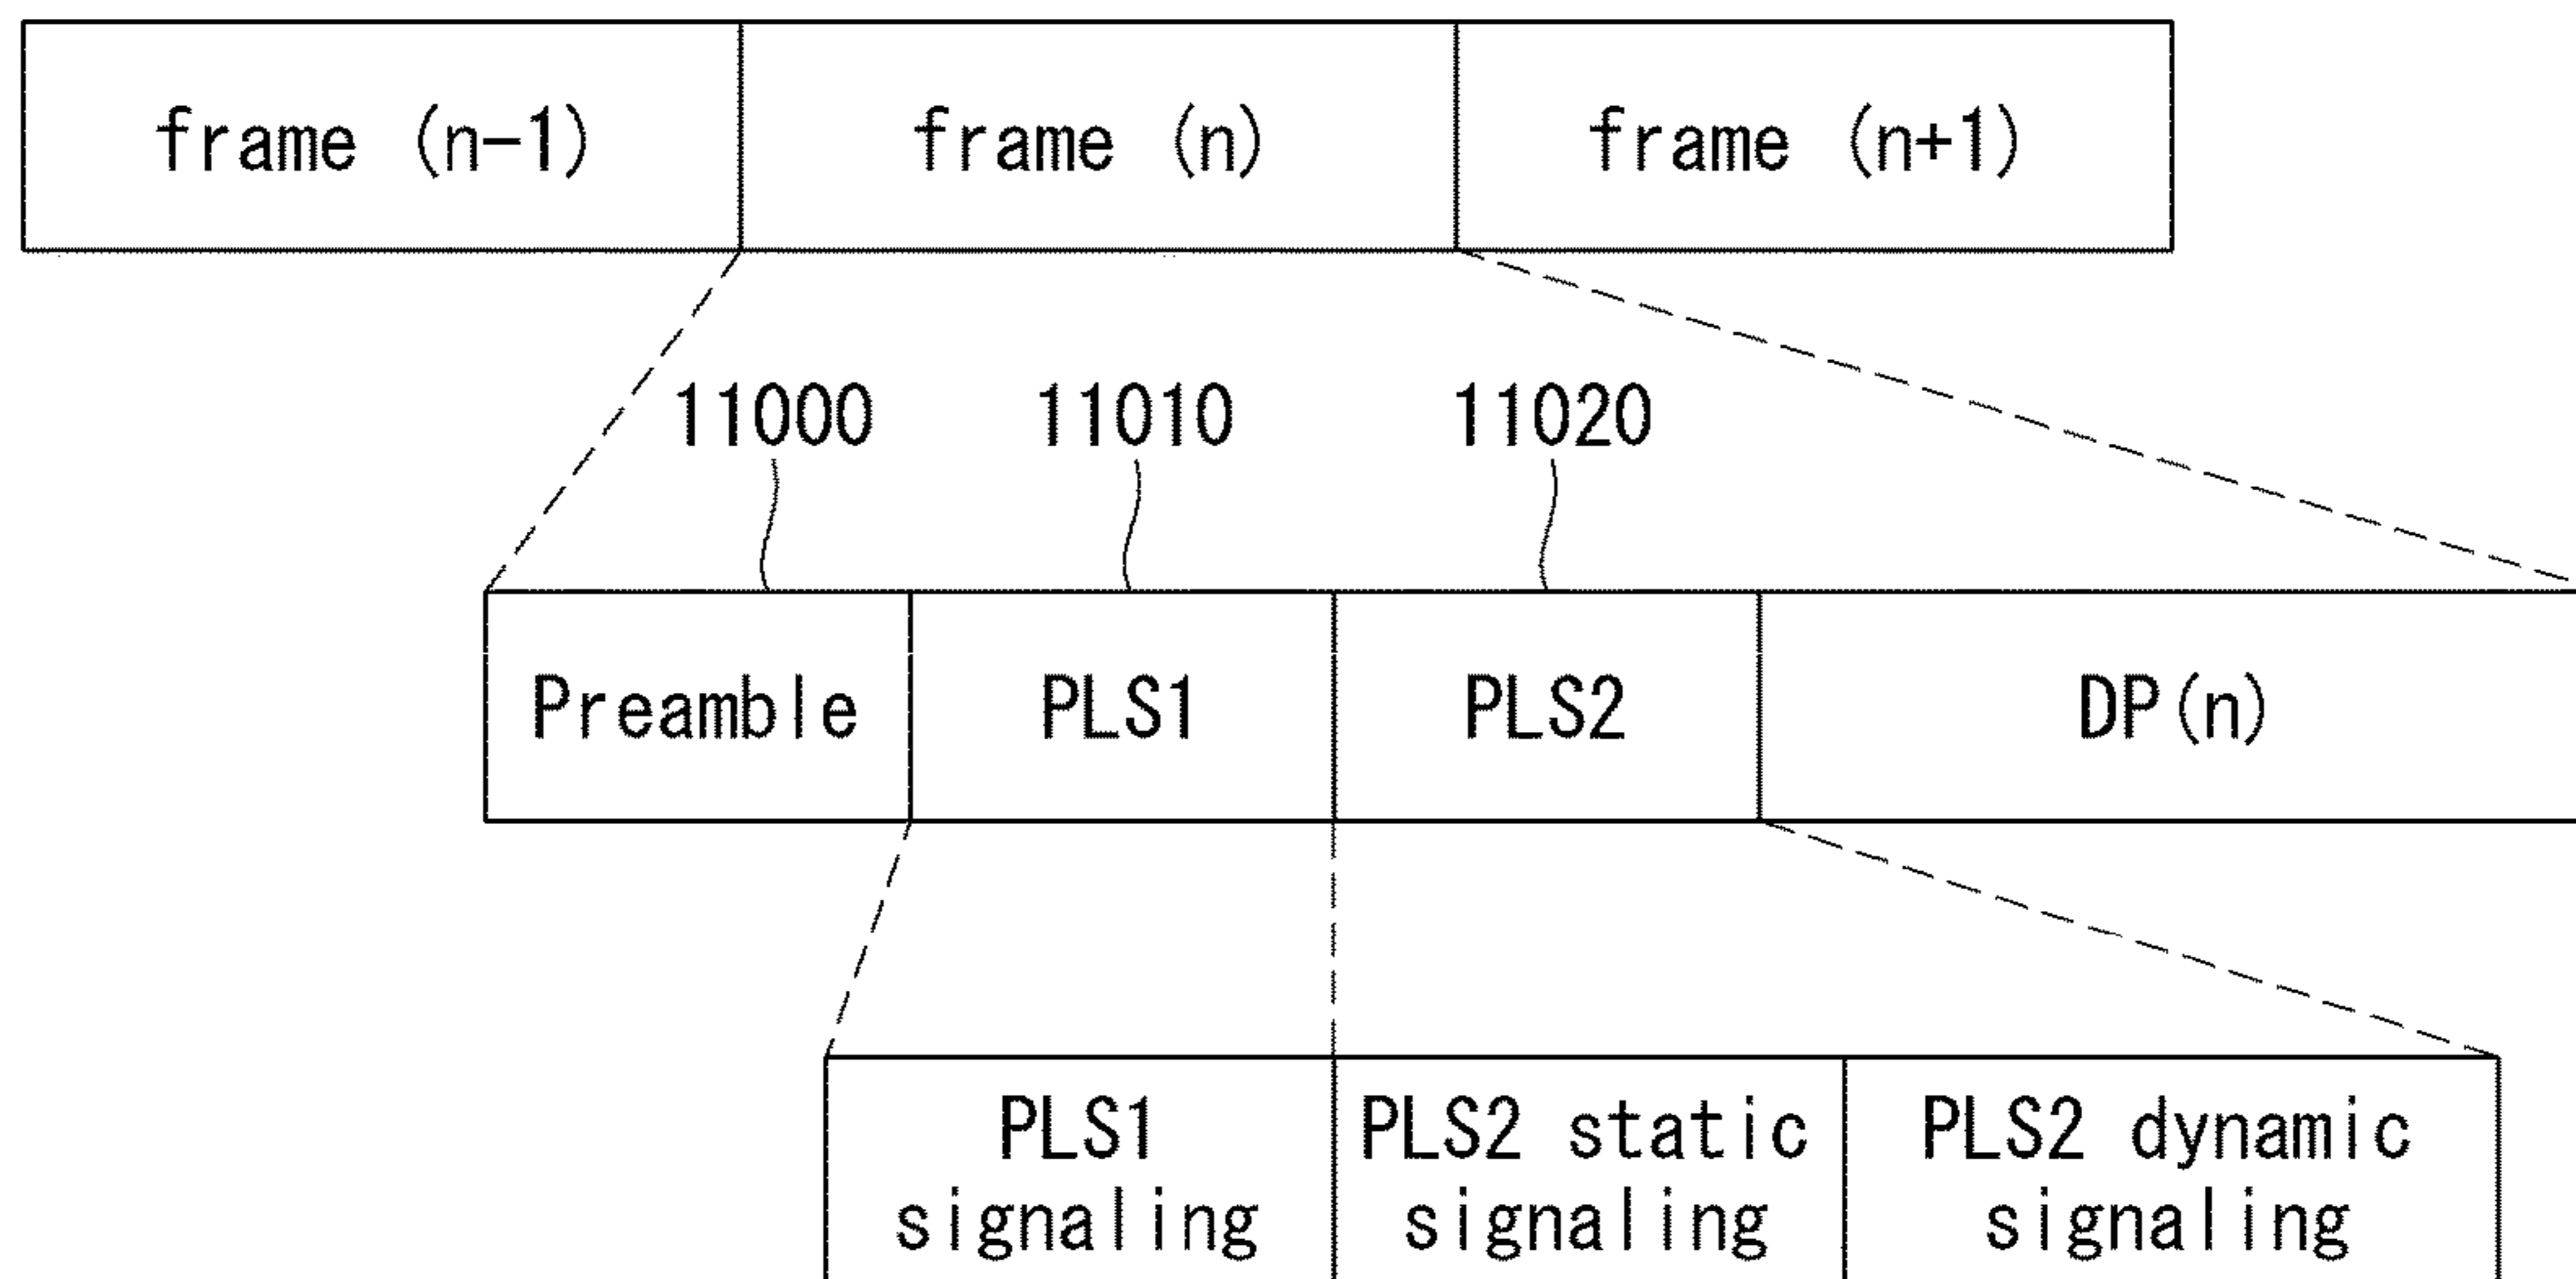 frame (n-1)
frame (n)
frame (n+1)
11000
11010
11020
Preamble
PLS1
PLS2
DP(n)
PLS1
signaling
PLS2 static
signaling
PLS2 dynamic
signaling